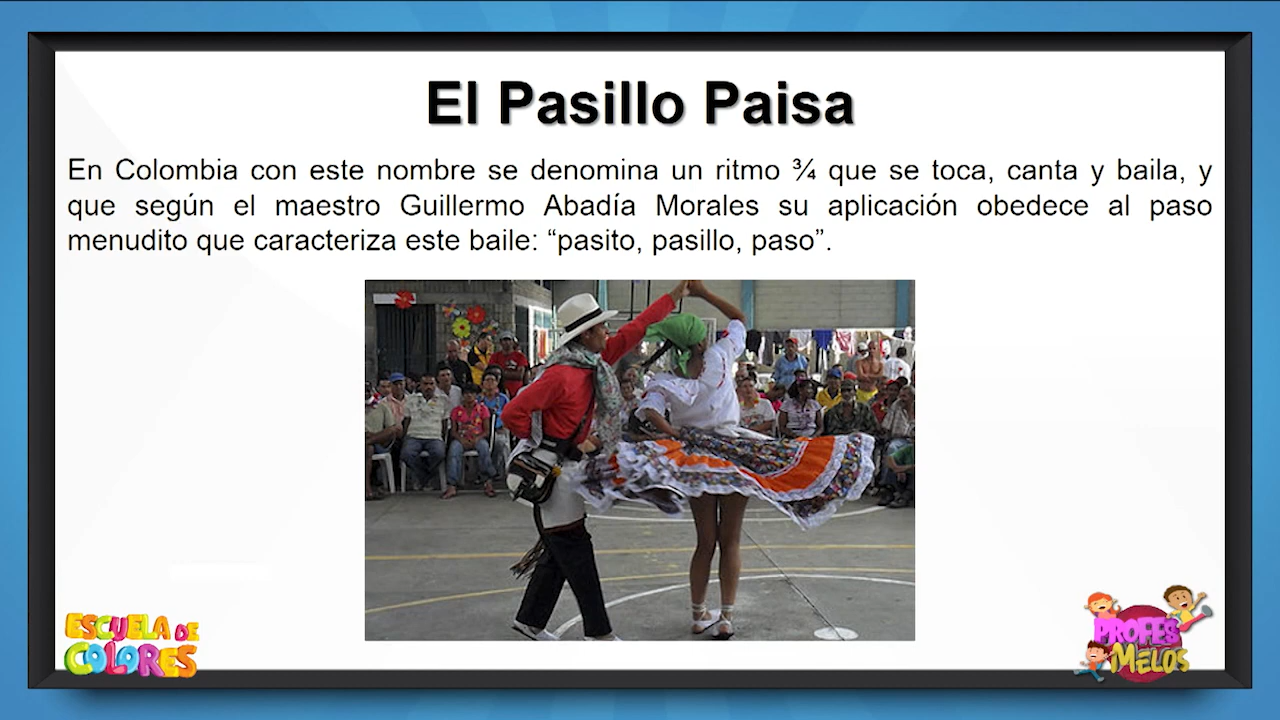 El Pasillo Paisa
En Colombia con este nombre se denomina un ritmo ¾ que se toca, canta y baila, y
que según el maestro Guillermo Abadía Morales su aplicación obedece al paso
menudito que caracteriza este baile: “pasito, pasillo, paso”.
ESCUELA DE
COLORES
PROFES
MELOS